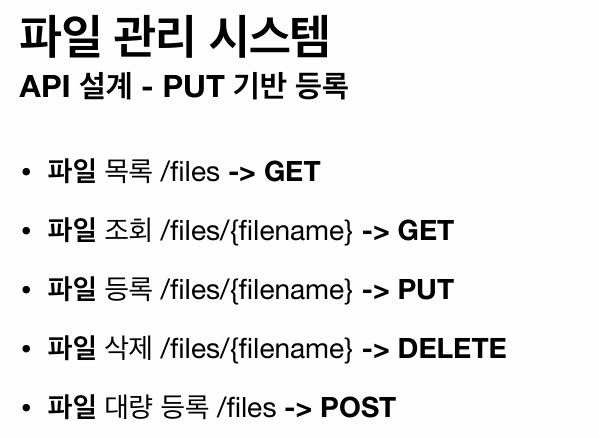 파일 관리 시스템
API 설계 - PUT 기반 등록
• 파일 목록 /files -> GET
• 파일 조회 /files/{filename} -> GET
• 파일 등록 /files/{filename} -> PUT
• 파일 삭제 /files/{filename} -> DELETE
• 파일 대량 등록 /files -> POST